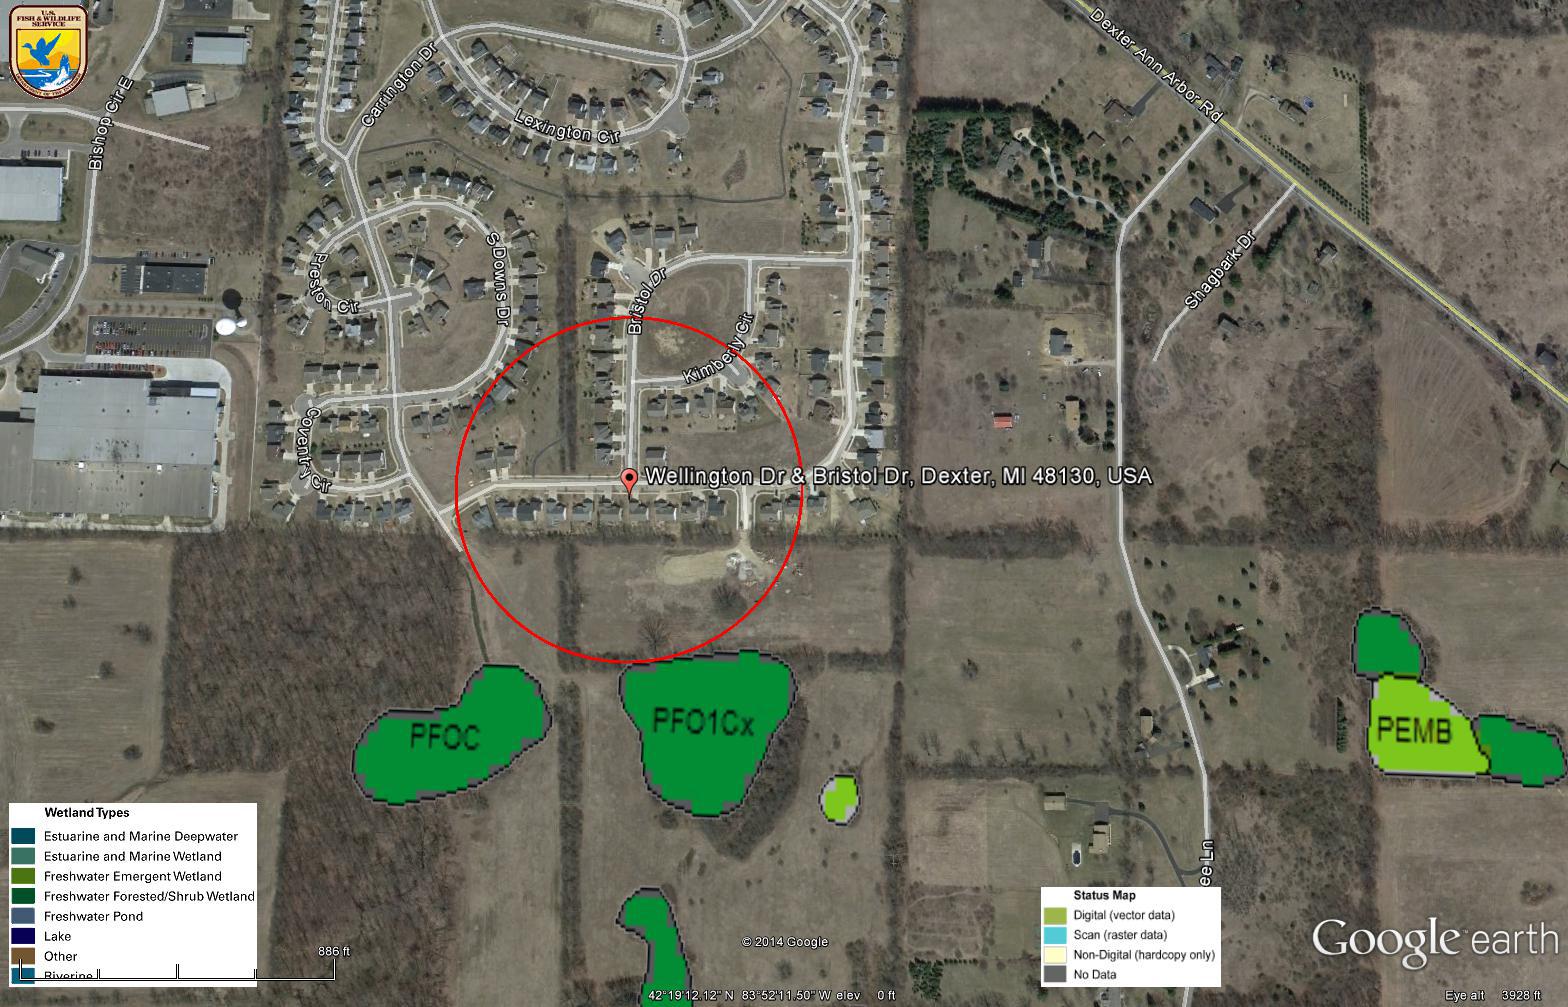 U.S.
FISH & WILDLIFE
SERVICE
Dexter Ann Arbor Rd
Carrington Dr
Bishop Cir E
Lexington Cir
S Downs Dr
Preston Cir
Shagbark Dr
Bristol Dr
Kimberly Cir
Coventry Cir
Wellington Dr & Bristol Dr, Dexter, MI 48130, USA
PFOC
PFO1Cx
PEMB
Wetland Types
Estuarine and Marine Deepwater
Estuarine and Marine Wetland
Freshwater Emergent Wetland
Freshwater Forested/Shrub Wetland
Freshwater Pond
Lake
Other
Riverine
886 ft
ee Ln
Status Map
Digital (vector data)
Scan (raster data)
Non-Digital (hardcopy only)
No Data
© 2014 Google
Google earth
42°19'12.12" N 83°52'11.50" W elev 0 ft
Eye alt 3928 ft